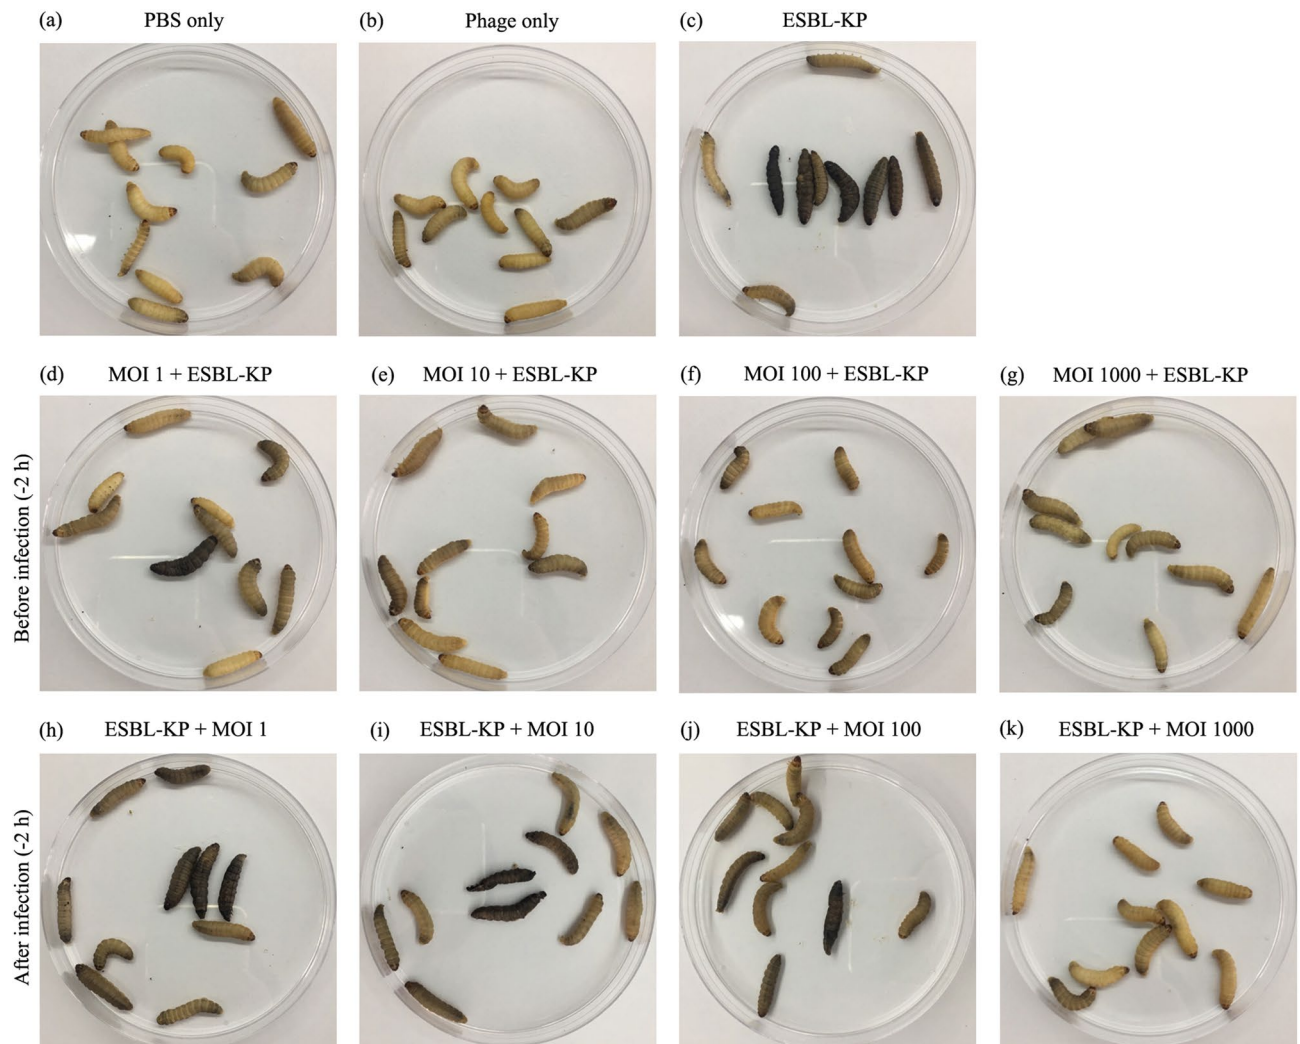 (a) PBS only
(b) Phage only
(c) ESBL-KP
(d) MOI 1 + ESBL-KP
(e) MOI 10 + ESBL-KP
(f) MOI 100 + ESBL-KP
(g) MOI 1000 + ESBL-KP
Before infection (-2 h)
(h) ESBL-KP + MOI 1
(i) ESBL-KP + MOI 10
(j) ESBL-KP + MOI 100
(k) ESBL-KP + MOI 1000
After infection (-2 h)